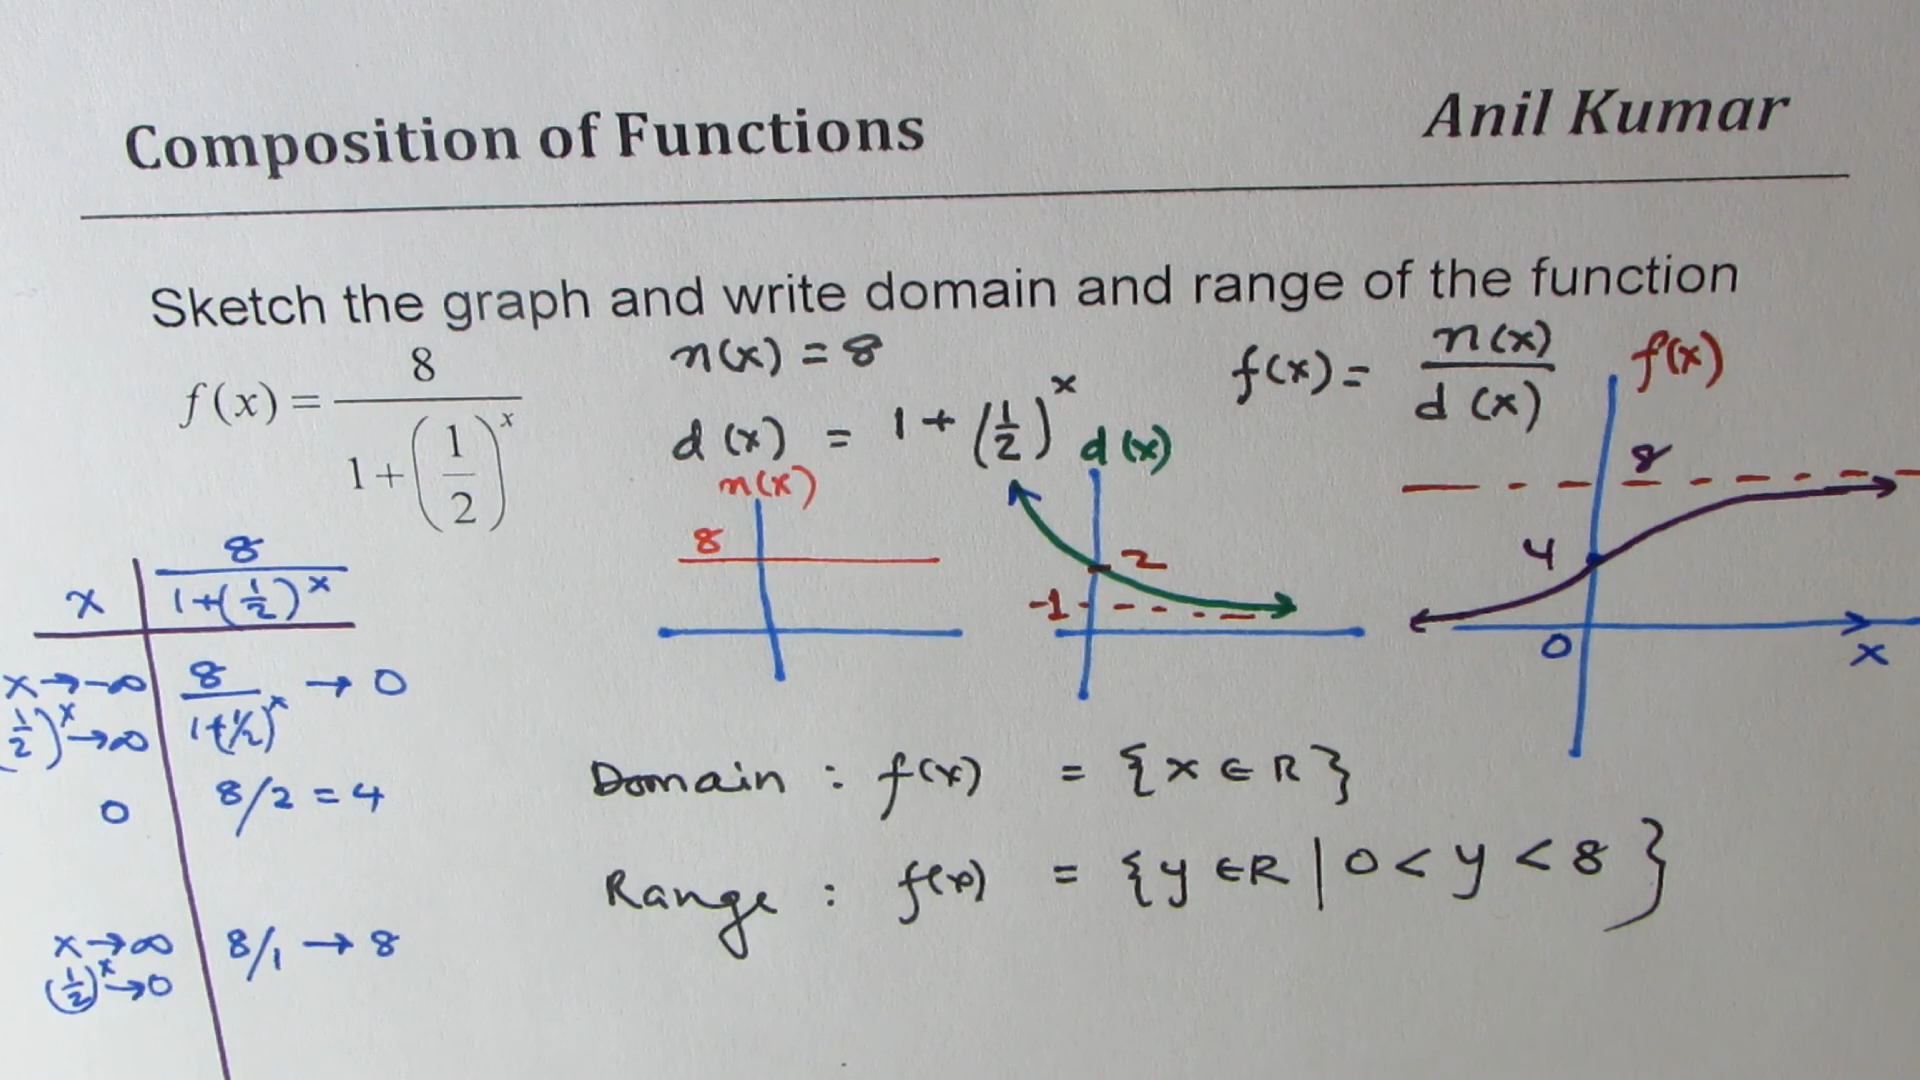 Composition of Functions
Anil Kumar
Sketch the graph and write domain and range of the function
f(x) = 8 / (1+(1/2)^x)
n(x) = 8
d(x) = 1+(1/2)^x
f(x) = n(x) / d(x)
n(x)
8
d(x)
2
-1
f(x)
8
4
0
x
x | 8 / (1+(1/2)^x)
x→-∞ | 8 / (1+(1/2)^x) → 0
(1/2)^x→∞
0 | 8/2 = 4
x→∞ | 8/1 → 8
(1/2)^x→0
Domain : f(x) = {x ∈ R}
Range : f(x) = {y ∈ R | 0 < y < 8}